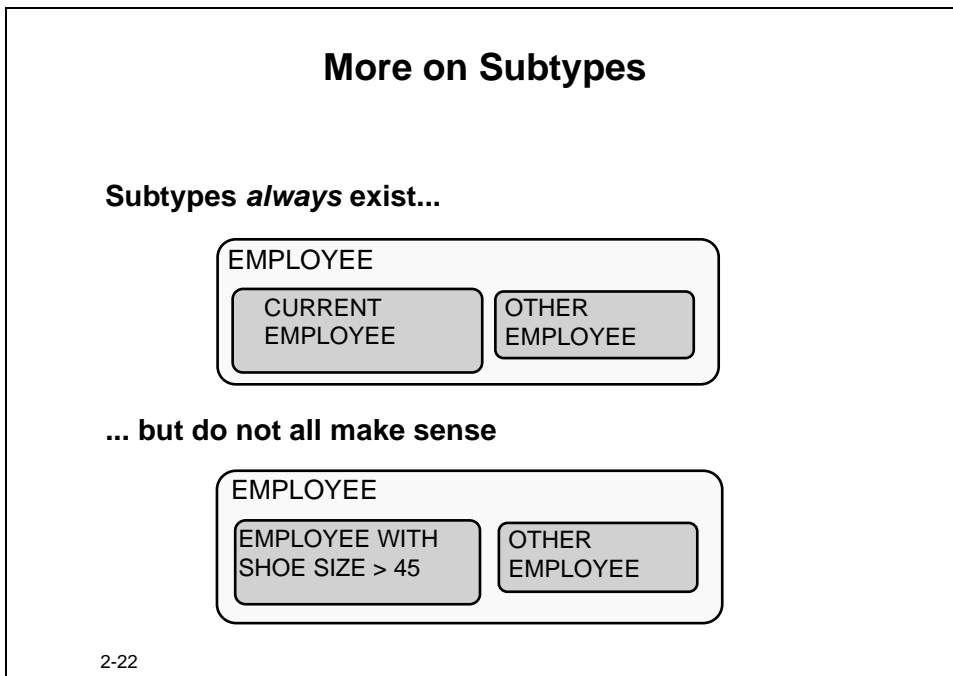 More on Subtypes
Subtypes always exist...
EMPLOYEE
CURRENT
EMPLOYEE
OTHER
EMPLOYEE
... but do not all make sense
EMPLOYEE
EMPLOYEE WITH
SHOE SIZE > 45
OTHER
EMPLOYEE
2-22